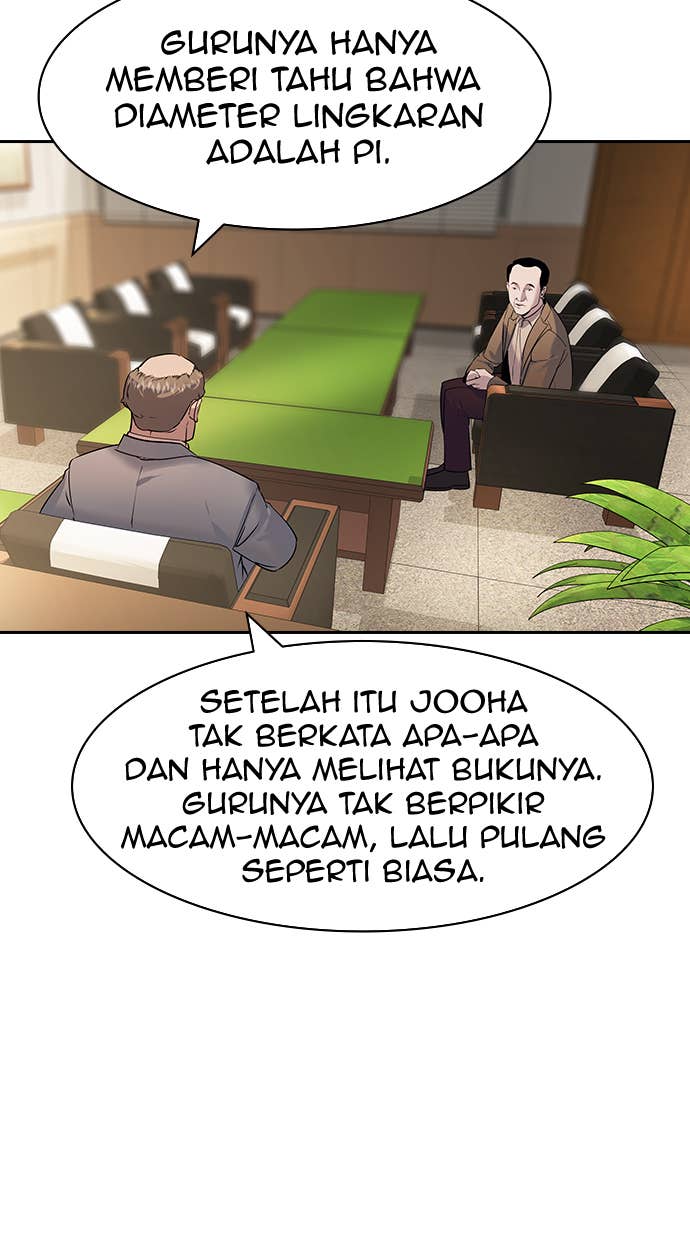 GURUNYA HANYA
MEMBERI TAHU BAHWA
DIAMETER LINGKARAN
ADALAH PI.
SETELAH ITU JOOHA
TAK BERKATA APA-APA
DAN HANYA MELIHAT BUKUNYA.
GURUNYA TAK BERPIKIR
MACAM-MACAM, LALU PULANG
SEPERTI BIASA.